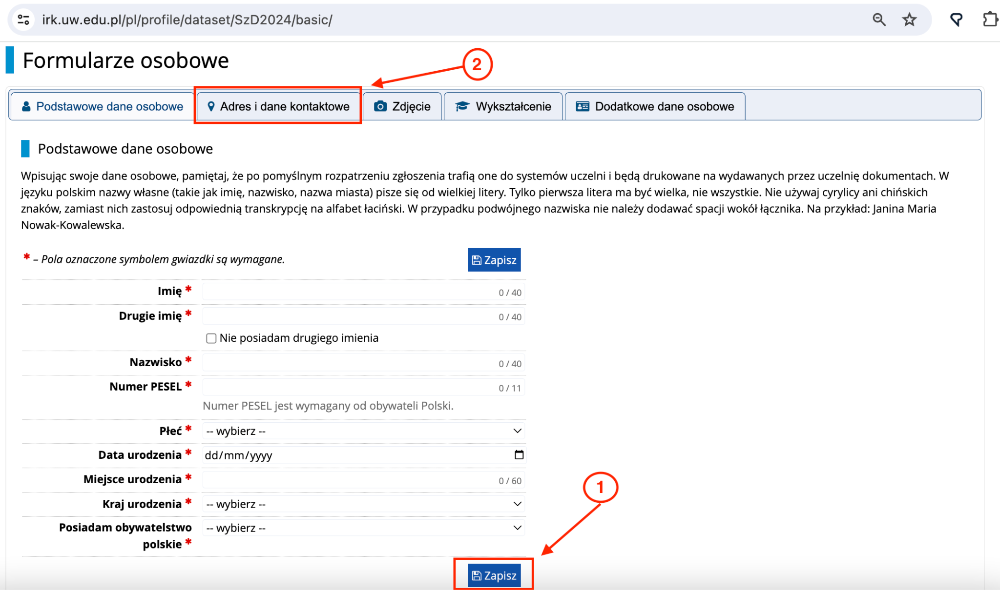 irk.uw.edu.pl/pl/profile/dataset/SzD2024/basic/
Formularze osobowe
2
Podstawowe dane osobowe
Adres i dane kontaktowe
Zdjęcie
Wykształcenie
Dodatkowe dane osobowe
Podstawowe dane osobowe
Wpisując swoje dane osobowe, pamiętaj, że po pomyślnym rozpatrzeniu zgłoszenia trafią one do systemów uczelni i będą drukowane na wydawanych przez uczelnię dokumentach. W
języku polskim nazwy własne (takie jak imię, nazwisko, nazwa miasta) pisze się od wielkiej litery. Tylko pierwsza litera ma być wielka, nie wszystkie. Nie używaj cyrylicy ani chińskich
znaków, zamiast nich zastosuj odpowiednią transkrypcję na alfabet łaciński. W przypadku podwójnego nazwiska nie należy dodawać spacji wokół łącznika. Na przykład: Janina Maria
Nowak-Kowalewska.
* – Pola oznaczone symbolem gwiazdki są wymagane.
Zapisz
Imię *
0 / 40
Drugie imię *
0 / 40
Nie posiadam drugiego imienia
Nazwisko *
0 / 40
Numer PESEL *
0 / 11
Numer PESEL jest wymagany od obywateli Polski.
Płeć *
-- wybierz --
Data urodzenia *
dd/mm/yyyy
Miejsce urodzenia *
0 / 60
1
Kraj urodzenia *
-- wybierz --
Posiadam obywatelstwo
polskie *
-- wybierz --
Zapisz